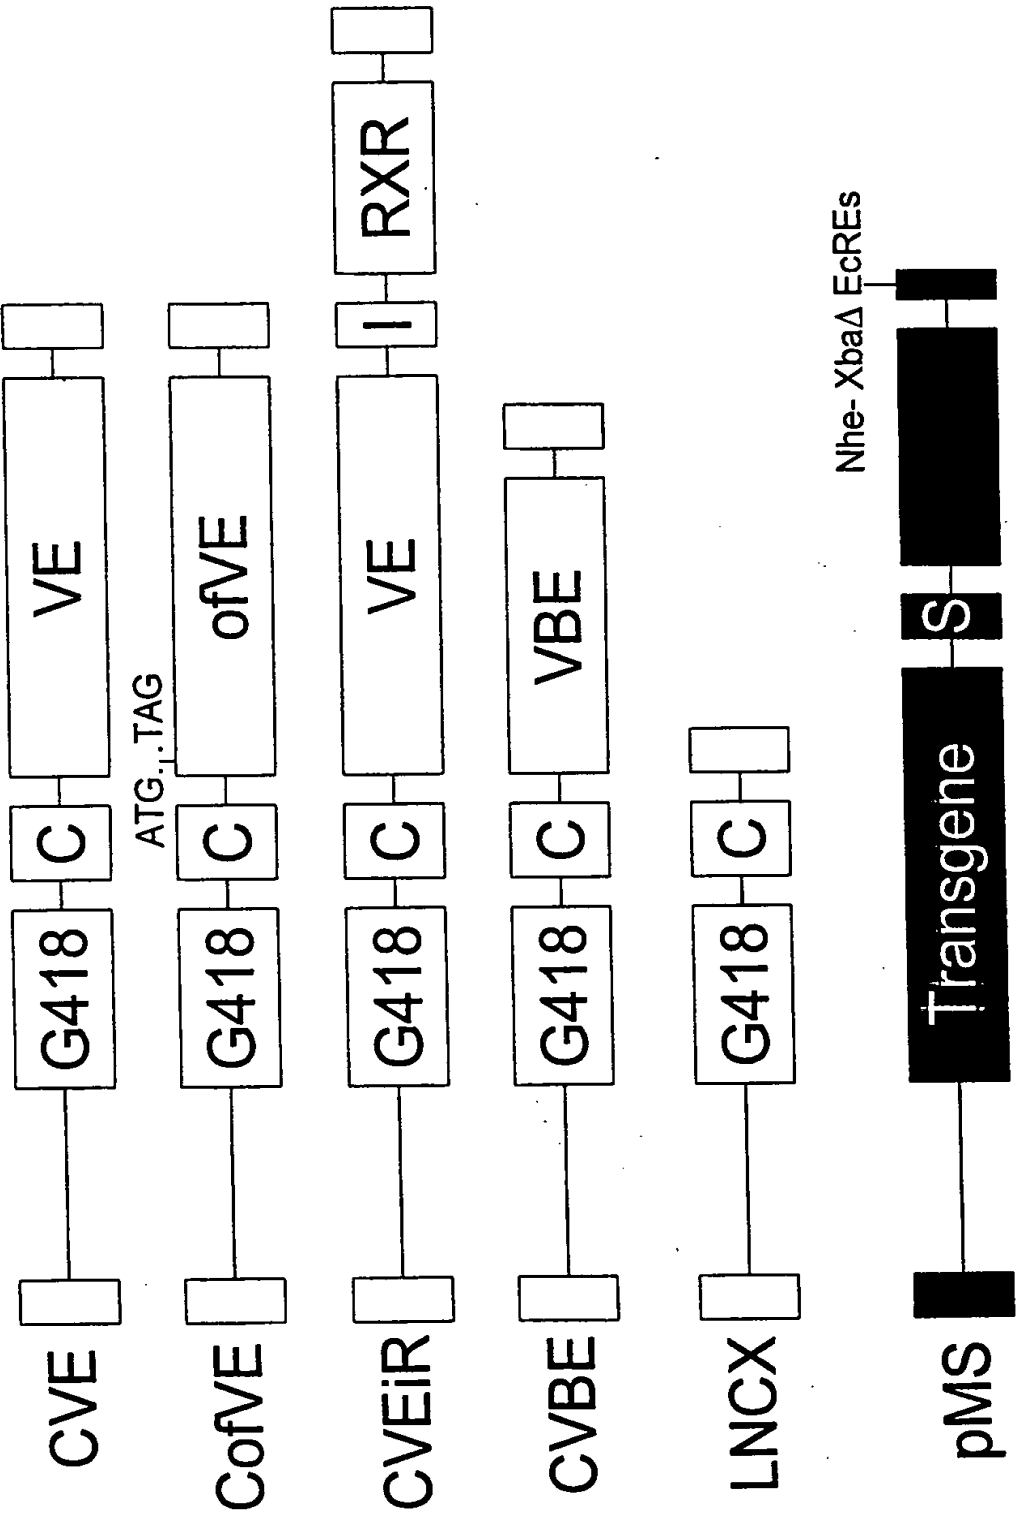 CVE
G418
C
VE
CofVE
G418
C
ATG...TAG
ofVE
CVEiR
G418
C
VE
I
RXR
CVBE
G418
C
VBE
LNCX
G418
C
pMS
Transgene
S
Nhe- XbaΔ EcREs